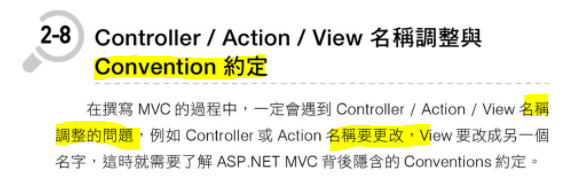 2-8 Controller / Action / View 名稱調整與
Convention 約定
在撰寫 MVC 的過程中，一定會遇到 Controller / Action / View 名稱
調整的問題，例如 Controller 或 Action 名稱要更改，View 要改成另一個
名字，這時就需要了解 ASP.NET MVC 背後隱含的 Conventions 約定。